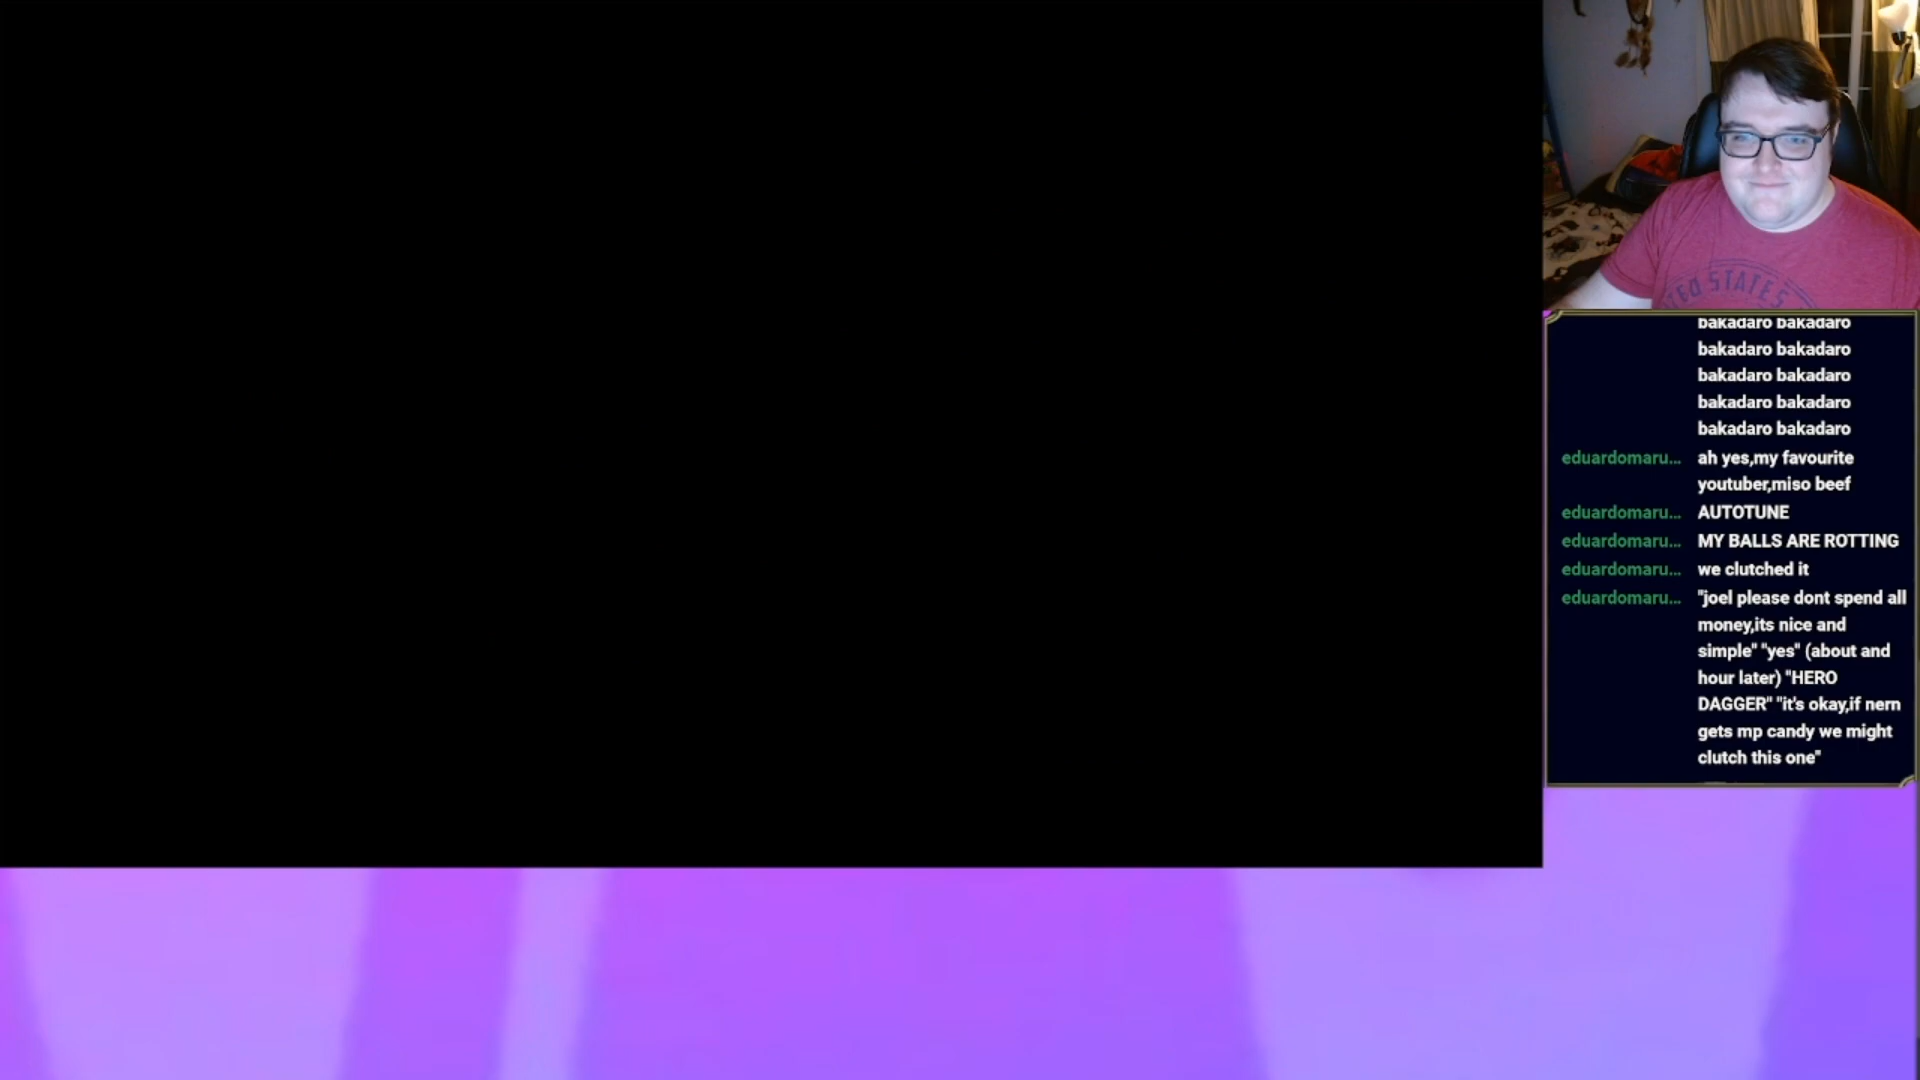 TED STATES
bakadaro bakadaro
bakadaro bakadaro
bakadaro bakadaro
bakadaro bakadaro
bakadaro bakadaro
eduardomaru... ah yes,my favourite
youtuber,miso beef
eduardomaru... AUTOTUNE
eduardomaru... MY BALLS ARE ROTTING
eduardomaru... we clutched it
eduardomaru... "joel please dont spend all
money,its nice and
simple" "yes" (about and
hour later) "HERO
DAGGER" "it's okay,if nern
gets mp candy we might
clutch this one"